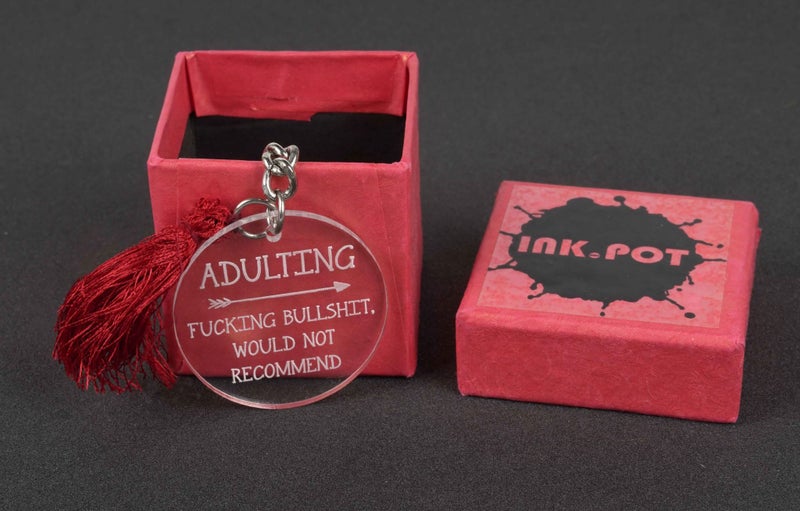 ADULTING
FUCKING BULLSHIT,
WOULD NOT
RECOMMEND
INK.POT